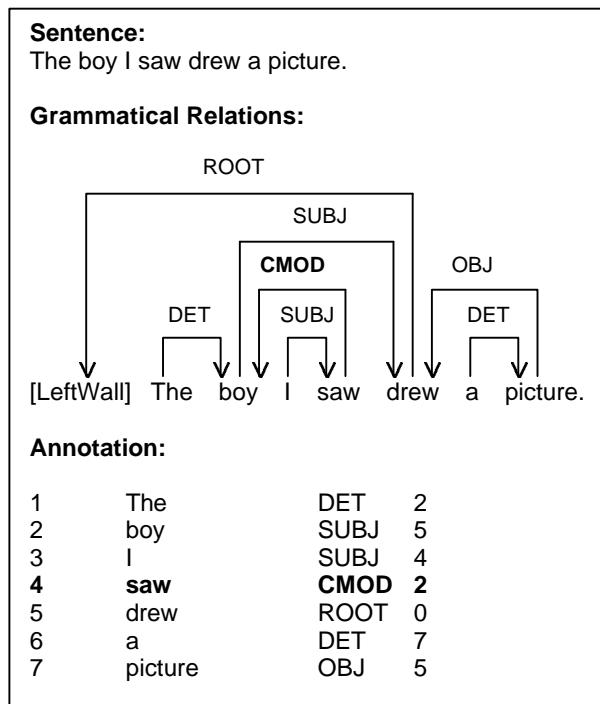 Sentence:
The boy I saw drew a picture.
Grammatical Relations:
ROOT
SUBJ
CMOD OBJ
DET SUBJ DET
[LeftWall] The boy I saw drew a picture.
Annotation:
1 The DET 2
2 boy SUBJ 5
3 I SUBJ 4
4 saw CMOD 2
5 drew ROOT 0
6 a DET 7
7 picture OBJ 5